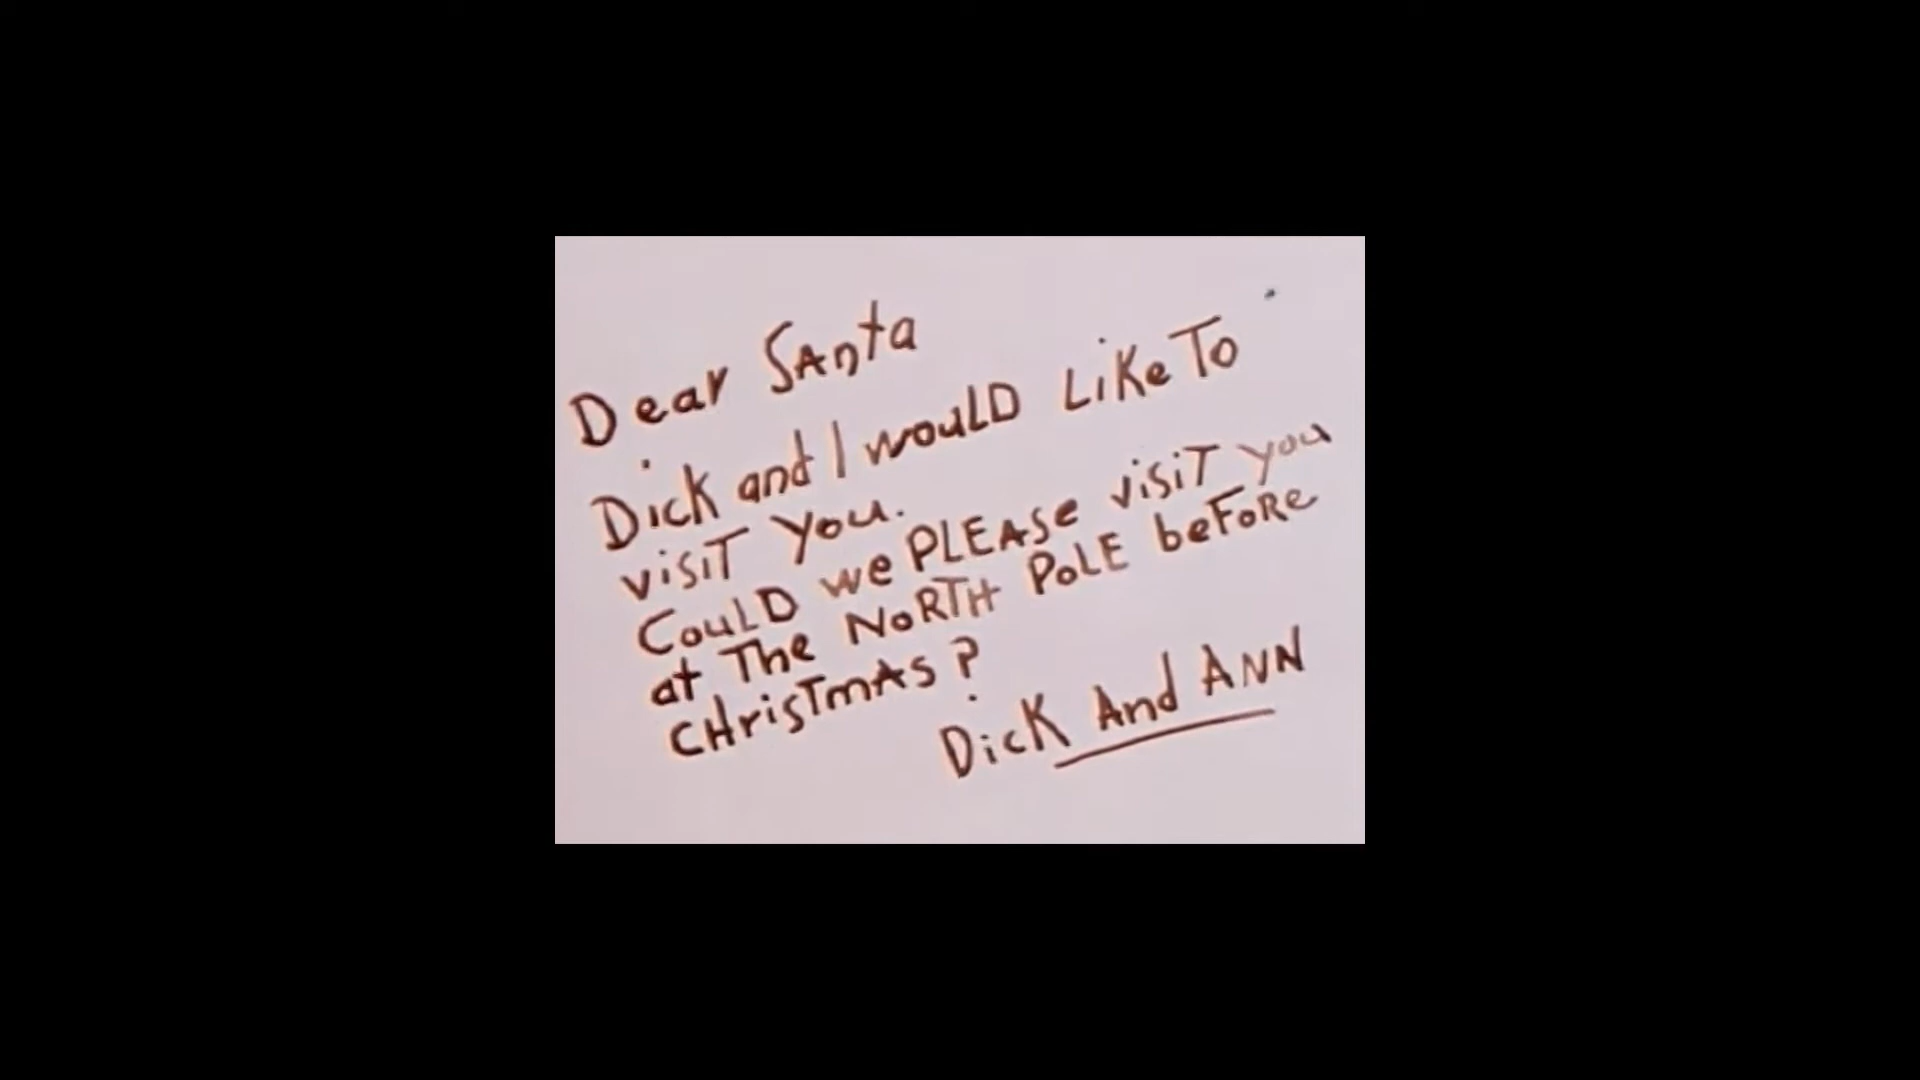 Dear SAnta
Dick and I wouLD LiKe To
visiT You.
CouLD we PLEASe visiT you
at The NoRTH PoLE beFoRe
CHrisTmAS?
DicK And ANN